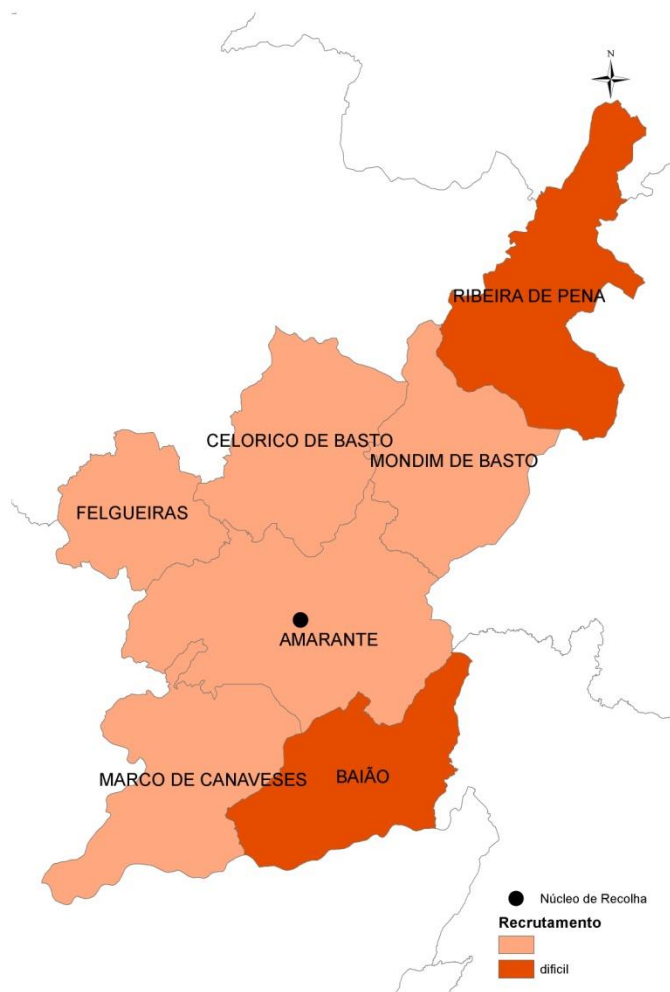 N
RIBEIRA DE PENA
CELORICO DE BASTO
MONDIM DE BASTO
FELGUEIRAS
AMARANTE
MARCO DE CANAVESES
BAIÃO
Núcleo de Recolha
Recrutamento
dificil